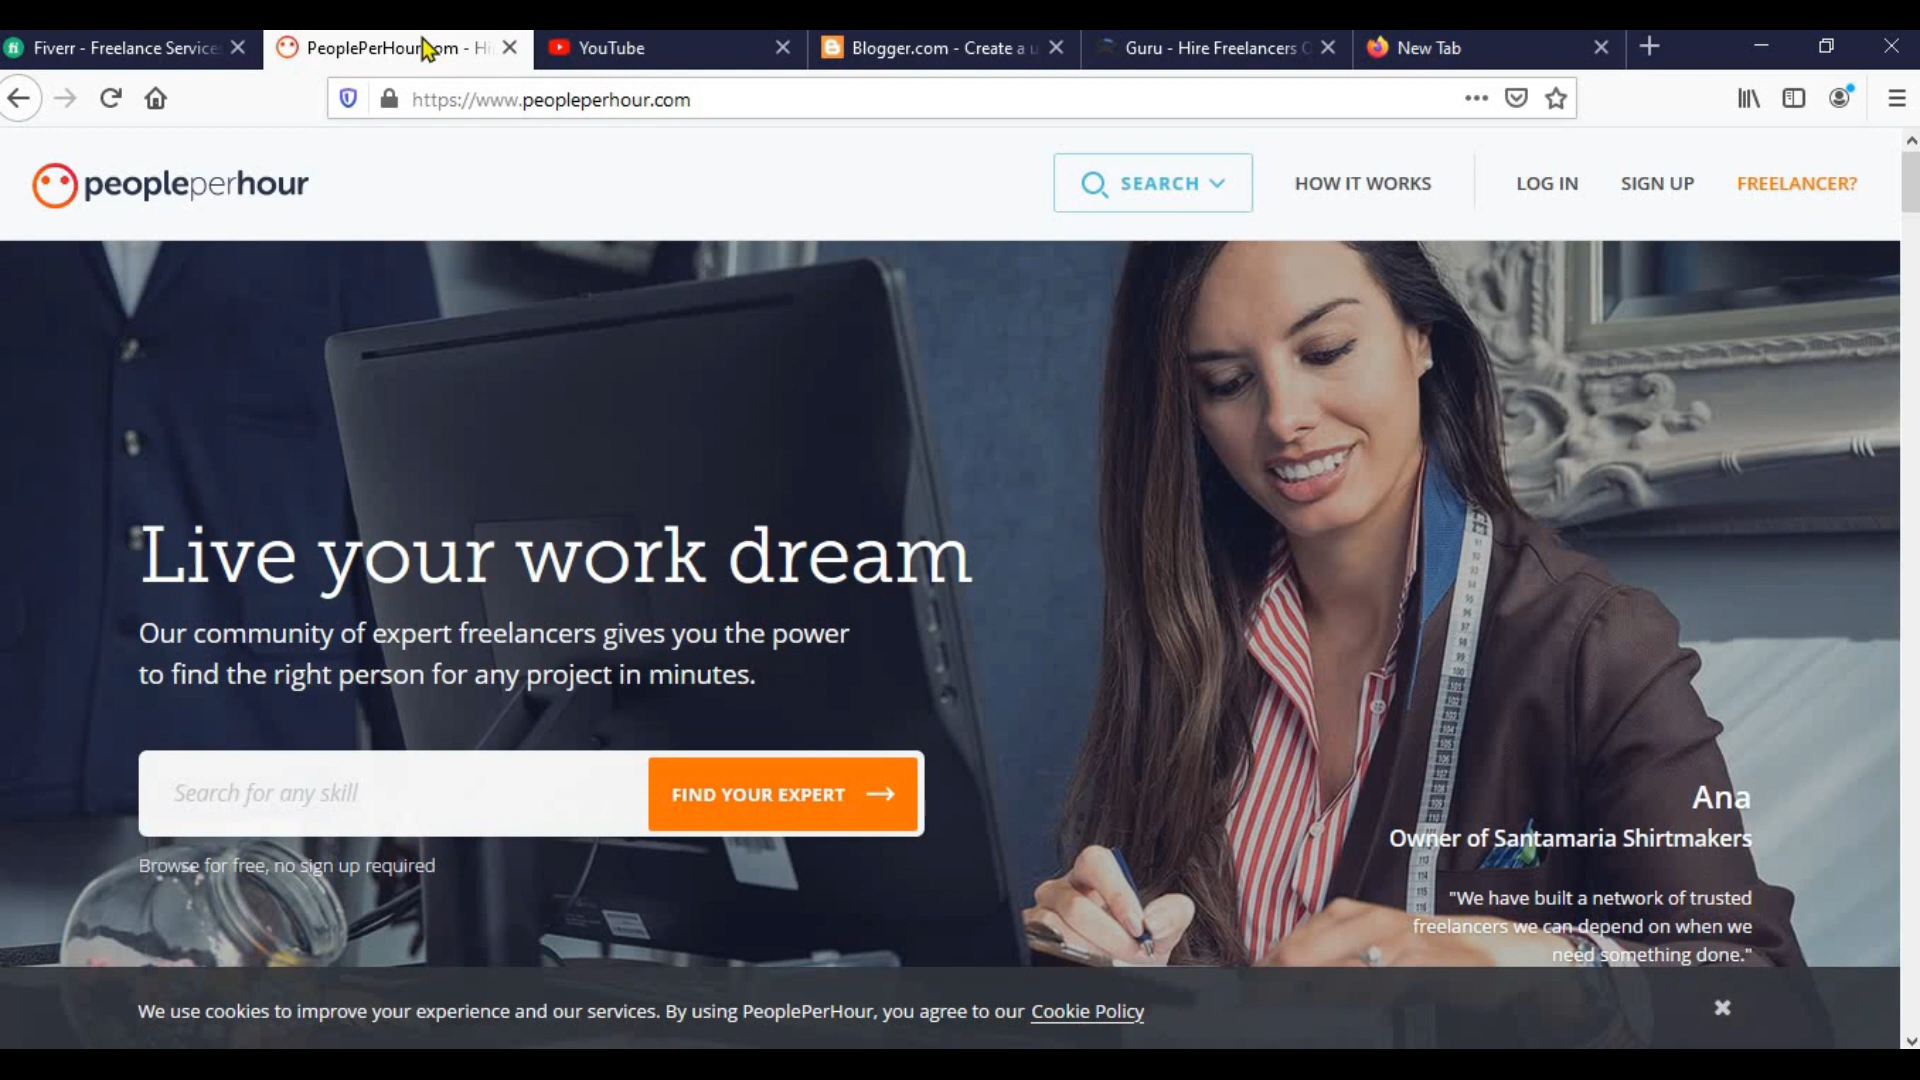 Fiverr - Freelance Service
PeoplePerHour.com - Hi
YouTube
Blogger.com - Create a u
Guru - Hire Freelancers O
New Tab
https://www.peopleperhour.com
peopleperhour
SEARCH
HOW IT WORKS
LOG IN
SIGN UP
FREELANCER?
Live your work dream
Our community of expert freelancers gives you the power
to find the right person for any project in minutes.
Search for any skill
FIND YOUR EXPERT
Browse for free, no sign up required
Ana
Owner of Santamaria Shirtmakers
"We have built a network of trusted
freelancers we can depend on when we
need something done."
We use cookies to improve your experience and our services. By using PeoplePerHour, you agree to our Cookie Policy